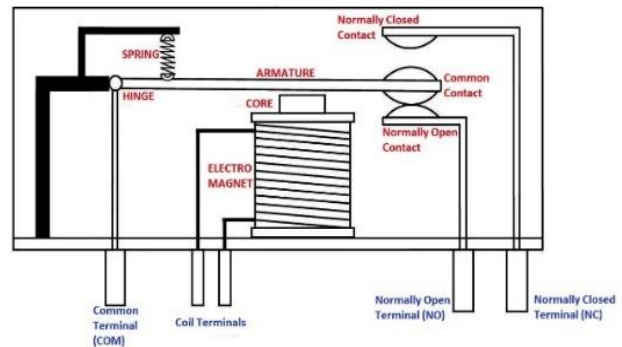 Normally Closed
Contact
SPRING
ARMATURE
Common
Contact
HINGE
CORE
Normally Open
Contact
ELECTRO
MAGNET
Common
Terminal
(COM)
Coil Terminals
Normally Open
Terminal (NO)
Normally Closed
Terminal (NC)